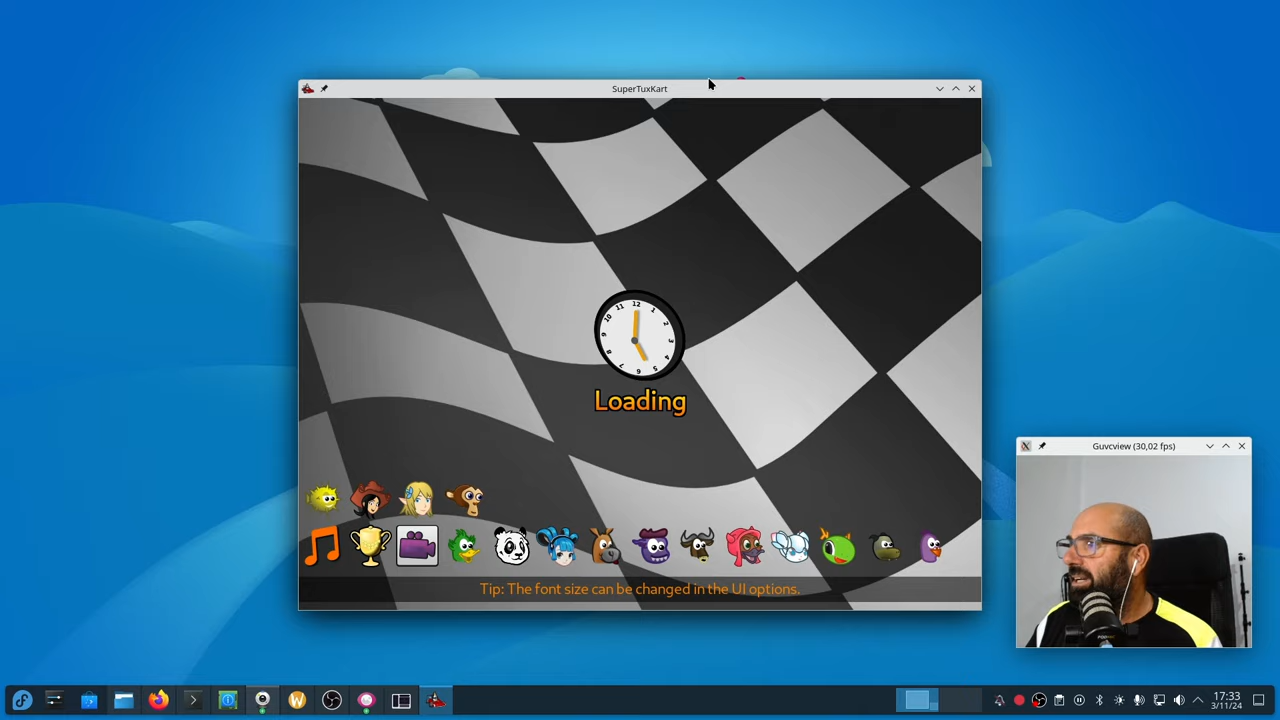 SuperTuxKart
Loading
Tip: The font size can be changed in the UI options.
Guvcview (30,02 fps)
17:33
3/11/24